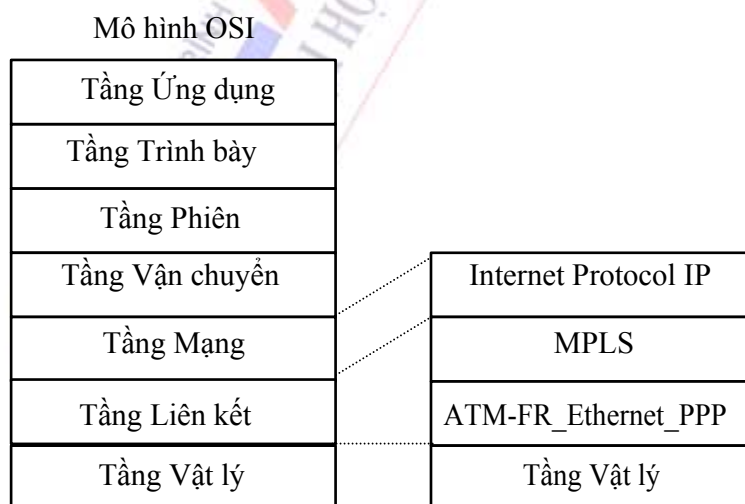 Mô hình OSI
Tầng Ứng dụng
Tầng Trình bày
Tầng Phiên
Tầng Vận chuyển
Tầng Mạng
Tầng Liên kết
Tầng Vật lý
Internet Protocol IP
MPLS
ATM-FR_Ethernet_PPP
Tầng Vật lý